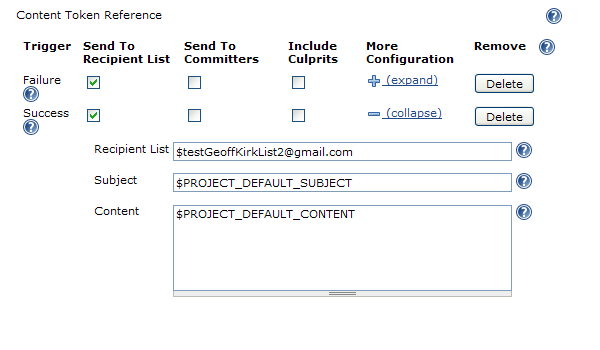 Content Token Reference
Trigger Send To Recipient List Send To Committers Include Culprits More Configuration Remove
Failure (expand) Delete
Success (collapse) Delete
Recipient List $testGeoffKirkList2@gmail.com
Subject $PROJECT_DEFAULT_SUBJECT
Content $PROJECT_DEFAULT_CONTENT